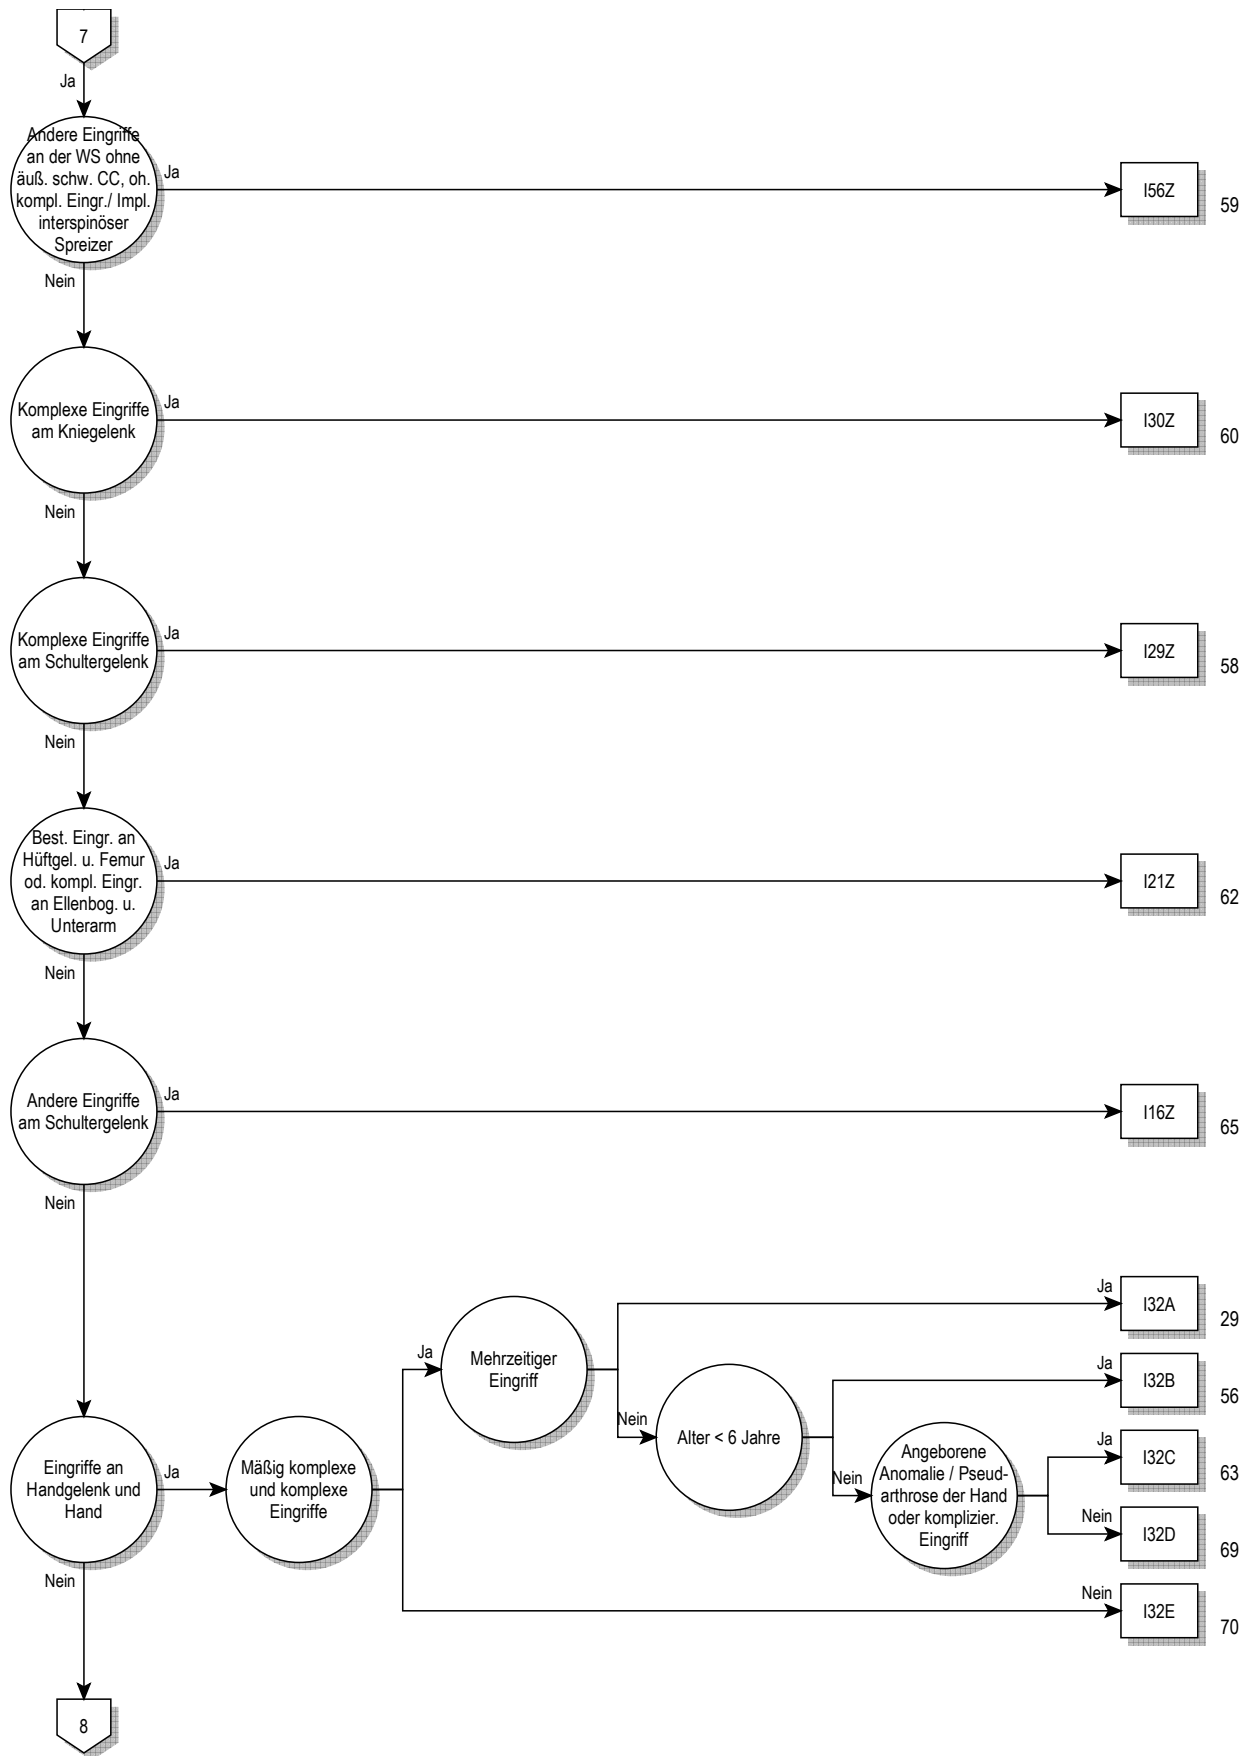 7
Ja
Andere Eingriffe
an der WS ohne
äuß. schw. CC, oh.
kompl. Eingr./ Impl.
interspinöser
Spreizer
Ja
I56Z
59
Nein
Komplexe Eingriffe
am Kniegelenk
Ja
I30Z
60
Nein
Komplexe Eingriffe
am Schultergelenk
Ja
I29Z
58
Nein
Best. Eingr. an
Hüftgel. u. Femur
od. kompl. Eingr.
an Ellenbog. u.
Unterarm
Ja
I21Z
62
Nein
Andere Eingriffe
am Schultergelenk
Ja
I16Z
65
Nein
Eingriffe an
Handgelenk und
Hand
Ja
Mäßig komplexe
und komplexe
Eingriffe
Ja
Mehrzeitiger
Eingriff
Ja
I32A
29
Nein
Alter < 6 Jahre
Ja
I32B
56
Nein
Angeborene
Anomalie / Pseud-
arthrose der Hand
oder komplizier.
Eingriff
Ja
I32C
63
Nein
I32D
69
Nein
I32E
70
Nein
8